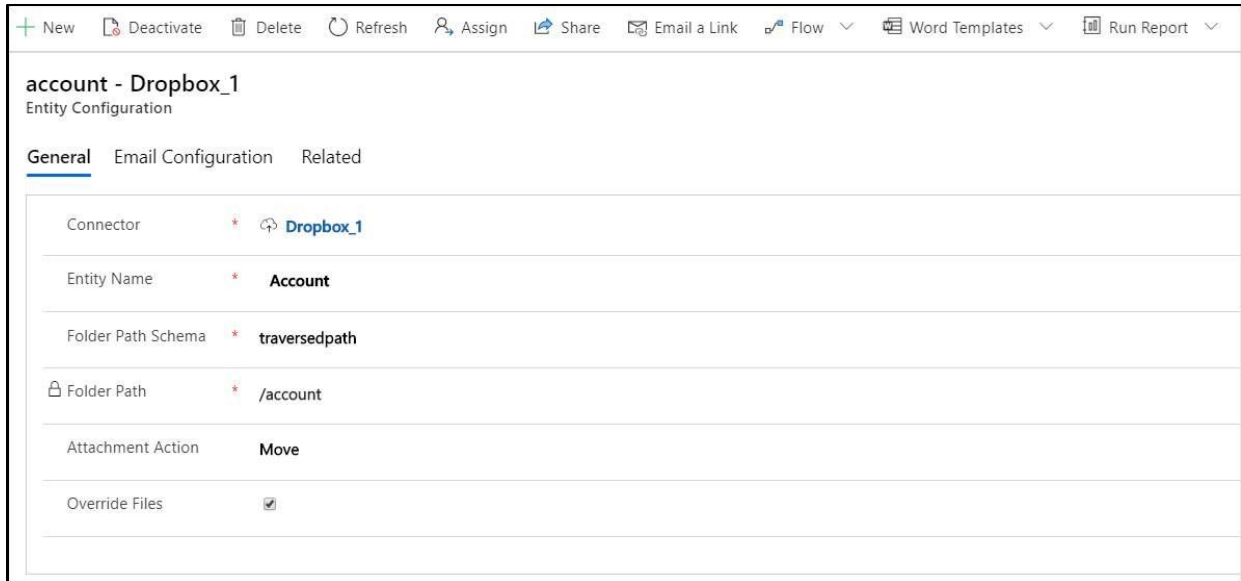 New Deactivate Delete Refresh Assign Share Email a Link Flow Word Templates Run Report
account - Dropbox_1
Entity Configuration
General Email Configuration Related
Connector * Dropbox_1
Entity Name * Account
Folder Path Schema * traversedpath
Folder Path * /account
Attachment Action Move
Override Files